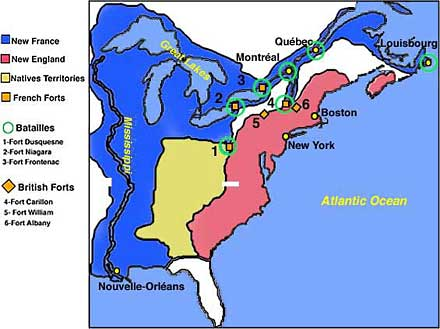 New France
New England
Natives Territories
French Forts
Batailles
1-Fort Dusquesne
2-Fort Niagara
3-Fort Frontenac
British Forts
4-Fort Carillon
5- Fort William
6-Fort Albany
Québec
Louisbourg
Montréal
Great Lakes
3
2
4
6
5
Boston
1
New York
Mississippi
Atlantic Ocean
Nouvelle-Orléans